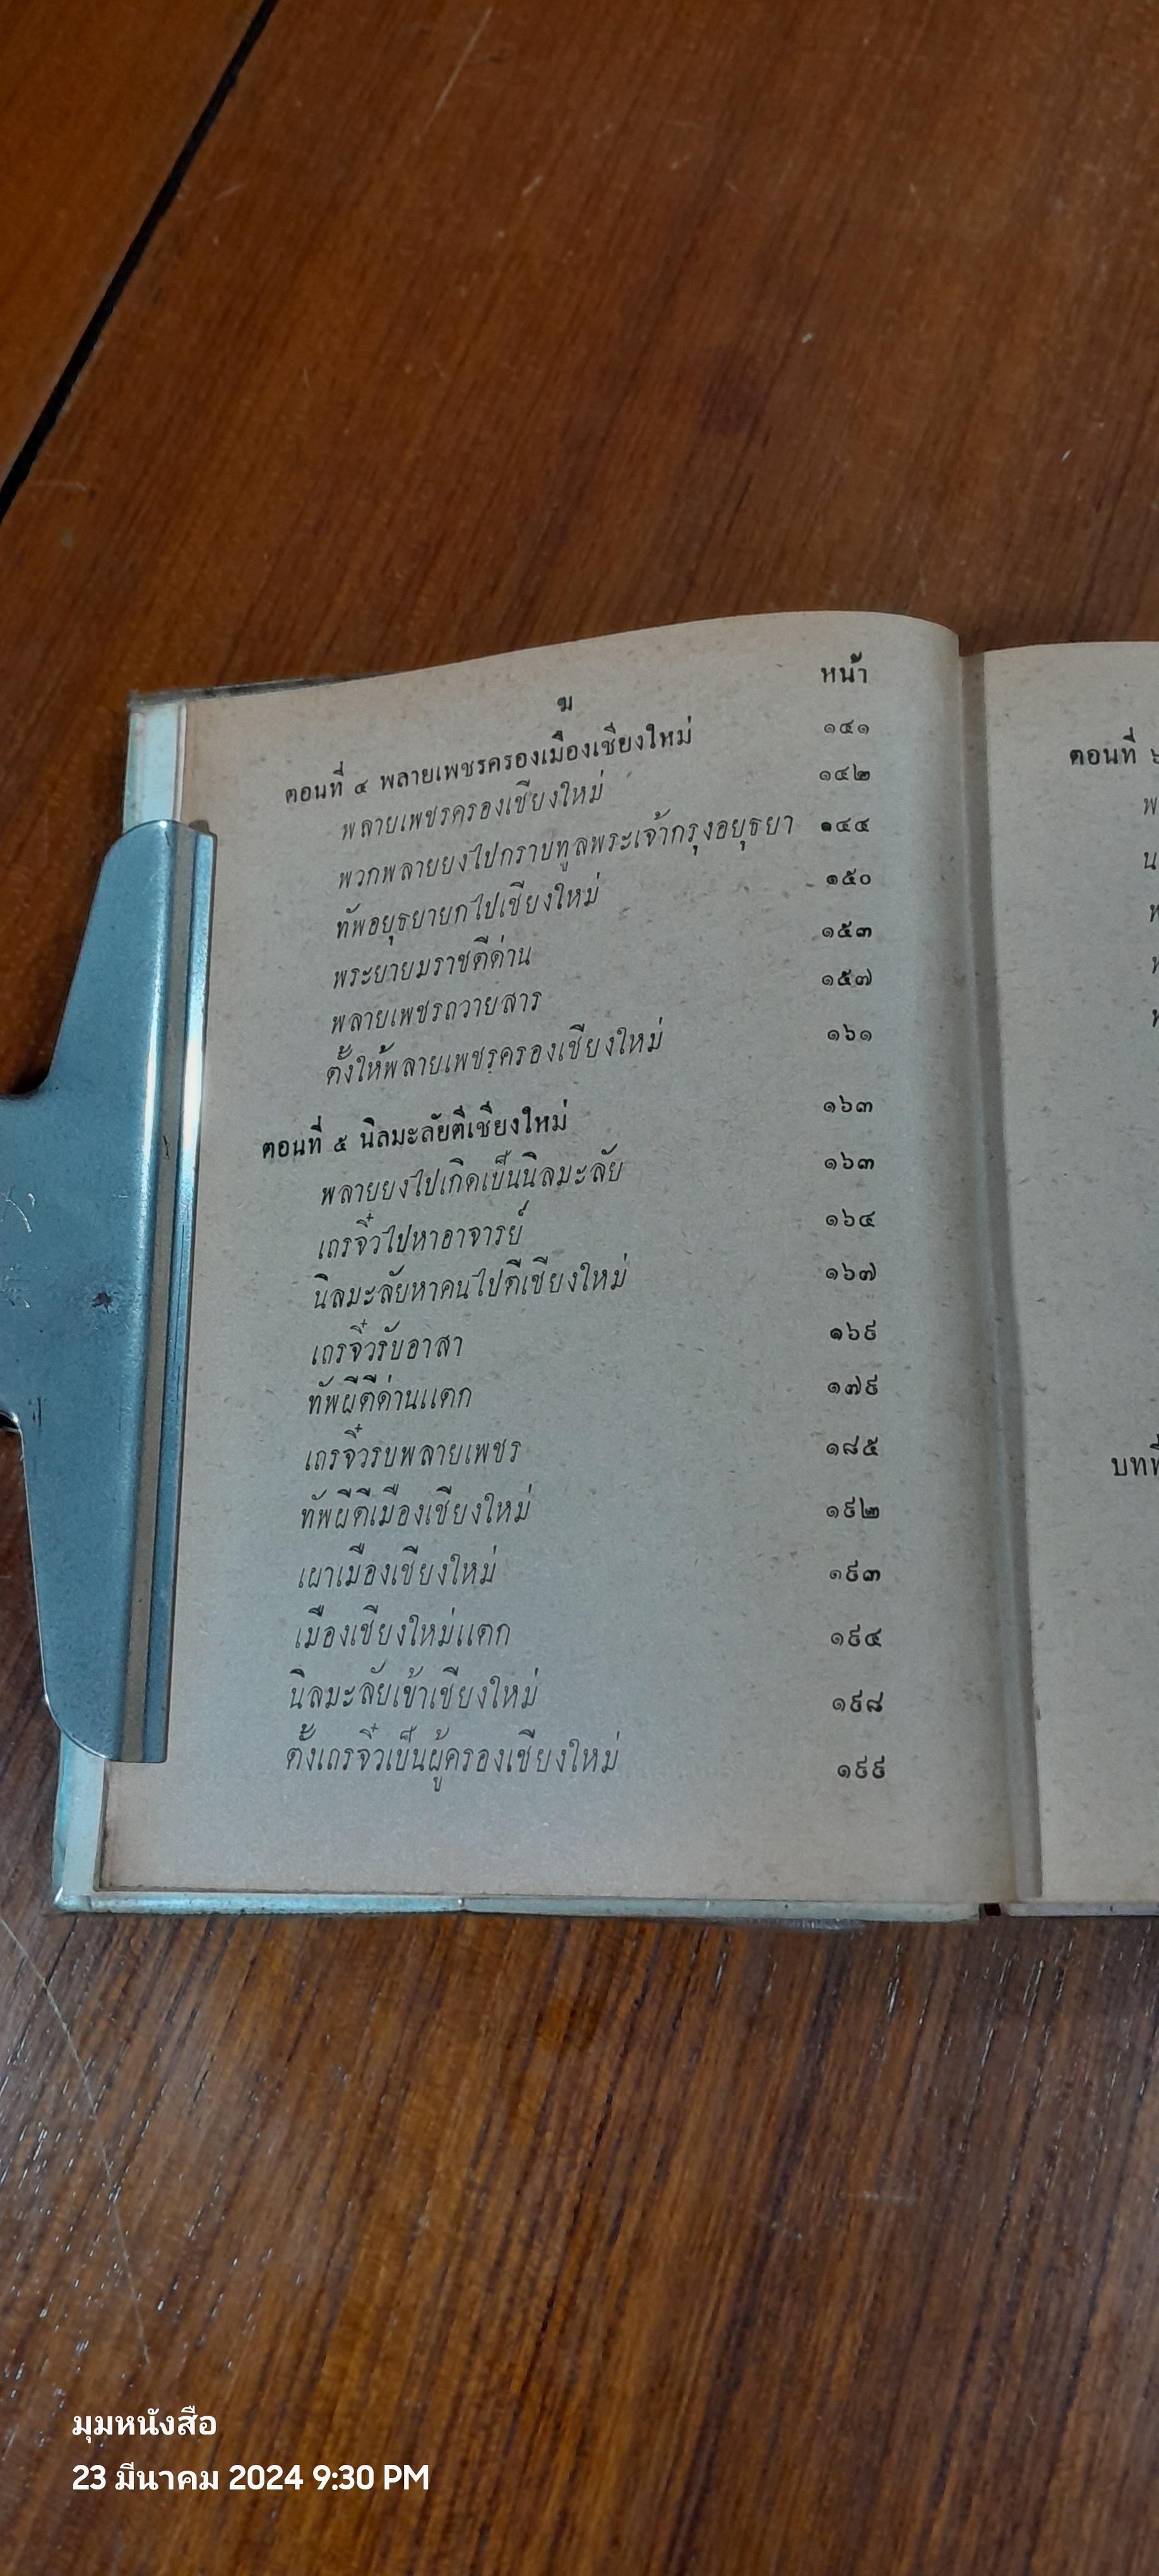 ฆ
หน้า
ตอนที่ ๔ พลายเพชรครองเมืองเชียงใหม่ ๑๔๑
พลายเพชรครองเชียงใหม่ ๑๔๒
พวกพลายยงไปกราบทูลพระเจ้ากรุงอยุธยา ๑๔๔
ทัพอยุธยายกไปเชียงใหม่ ๑๕๐
พระยายมราชตีด่าน ๑๕๓
พลายเพชรถวายสาร ๑๕๗
ตั้งให้พลายเพชรครองเชียงใหม่ ๑๖๑
ตอนที่ ๕ นิลมะลัยตีเชียงใหม่ ๑๖๓
พลายยงไปเกิดเป็นนิลมะลัย ๑๖๓
เถรจิ๋วไปหาอาจารย์ ๑๖๔
นิลมะลัยหาคนไปตีเชียงใหม่ ๑๖๗
เถรจิ๋วรับอาสา ๑๖๙
ทัพผีตีด่านแตก ๑๗๙
เถรจิ๋วรบพลายเพชร ๑๘๕
ทัพผีตีเมืองเชียงใหม่ ๑๙๒
เผาเมืองเชียงใหม่ ๑๙๓
เมืองเชียงใหม่แตก ๑๙๔
นิลมะลัยเข้าเชียงใหม่ ๑๙๘
ตั้งเถรจิ๋วเป็นผู้ครองเชียงใหม่ ๑๙๙
ตอนที่ ๖
บทที่
มุมหนังสือ
23 มีนาคม 2024 9:30 PM